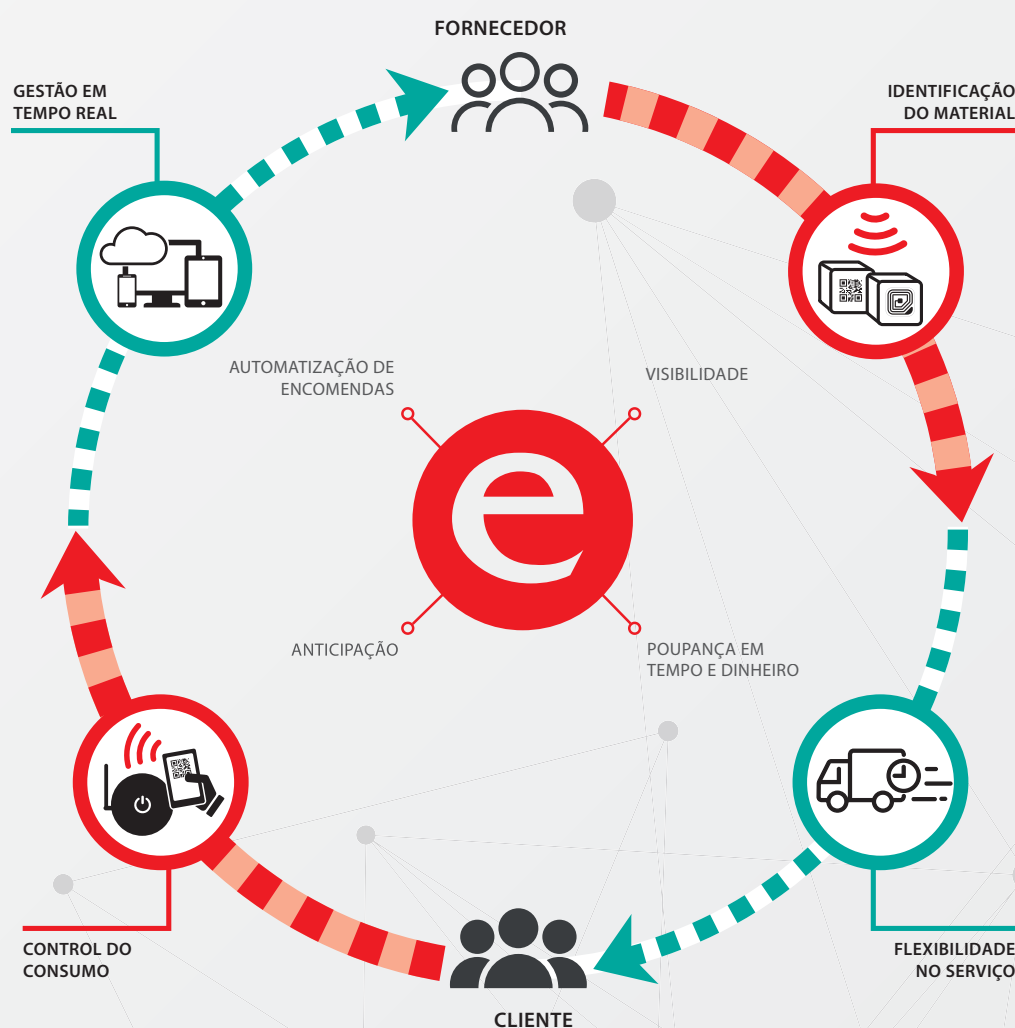 FORNECEDOR
GESTÃO EM
TEMPO REAL
IDENTIFICAÇÃO
DO MATERIAL
AUTOMATIZAÇÃO DE
ENCOMENDAS
VISIBILIDADE
e
ANTICIPAÇÃO
POUPANÇA EM
TEMPO E DINHEIRO
CONTROL DO
CONSUMO
FLEXIBILIDADE
NO SERVIÇO
CLIENTE